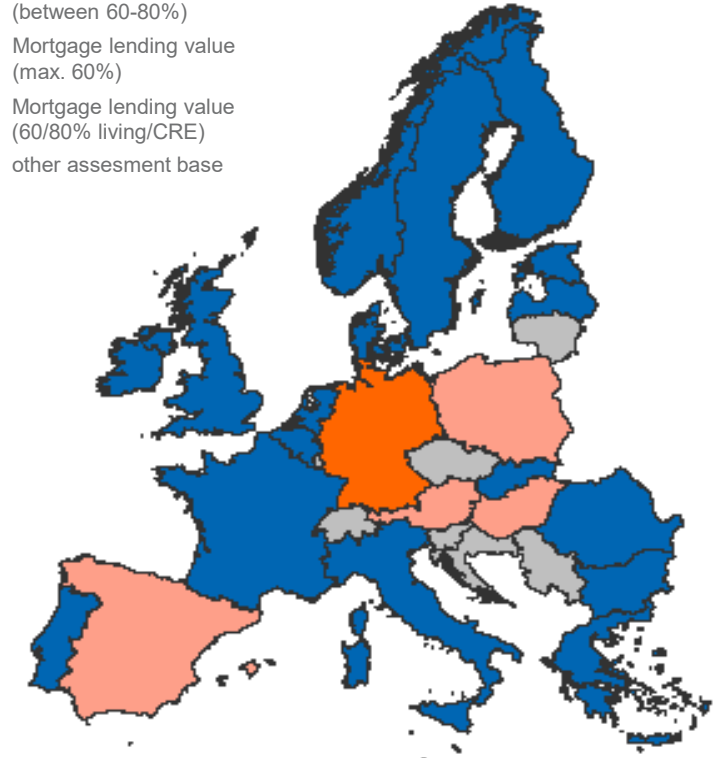 (between 60-80%)
Mortgage lending value
(max. 60%)
Mortgage lending value
(60/80% living/CRE)
other assesment base